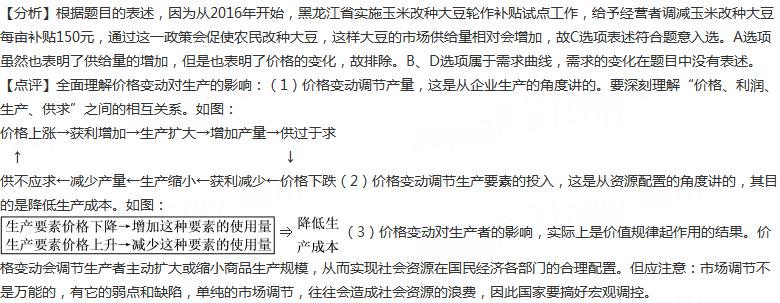 【分析】根据题目的表述，因为从2016年开始，黑龙江省实施玉米改种大豆轮作补贴试点工作，给予经营者调减玉米改种大豆
每亩补贴150元，通过这一政策会促使农民改种大豆，这样大豆的市场供给量相对会增加，故C选项表述符合题意入选。A选项
虽然也表明了供给量的增加，但是也表明了价格的变化，故排除。B、D选项属于需求曲线，需求的变化在题目中没有表述。
【点评】全面理解价格变动对生产的影响：（1）价格变动调节产量，这是从企业生产的角度讲的。要深刻理解“价格、利润、
生产、供求”之间的相互关系。如图：
价格上涨→获利增加→生产扩大→增加产量→供过于求
↑ ↓
供不应求←减少产量←生产缩小←获利减少←价格下跌（2）价格变动调节生产要素的投入，这是从资源配置的角度讲的，其目
的是降低生产成本。如图：
生产要素价格下降→增加这种要素的使用量
生产要素价格上升→减少这种要素的使用量
⇒
降低生
产成本
（3）价格变动对生产者的影响，实际上是价值规律起作用的结果。价
格变动会调节生产者主动扩大或缩小商品生产规模，从而实现社会资源在国民经济各部门的合理配置。但应注意：市场调节不
是万能的，有它的弱点和缺陷，单纯的市场调节，往往会造成社会资源的浪费，因此国家要搞好宏观调控。